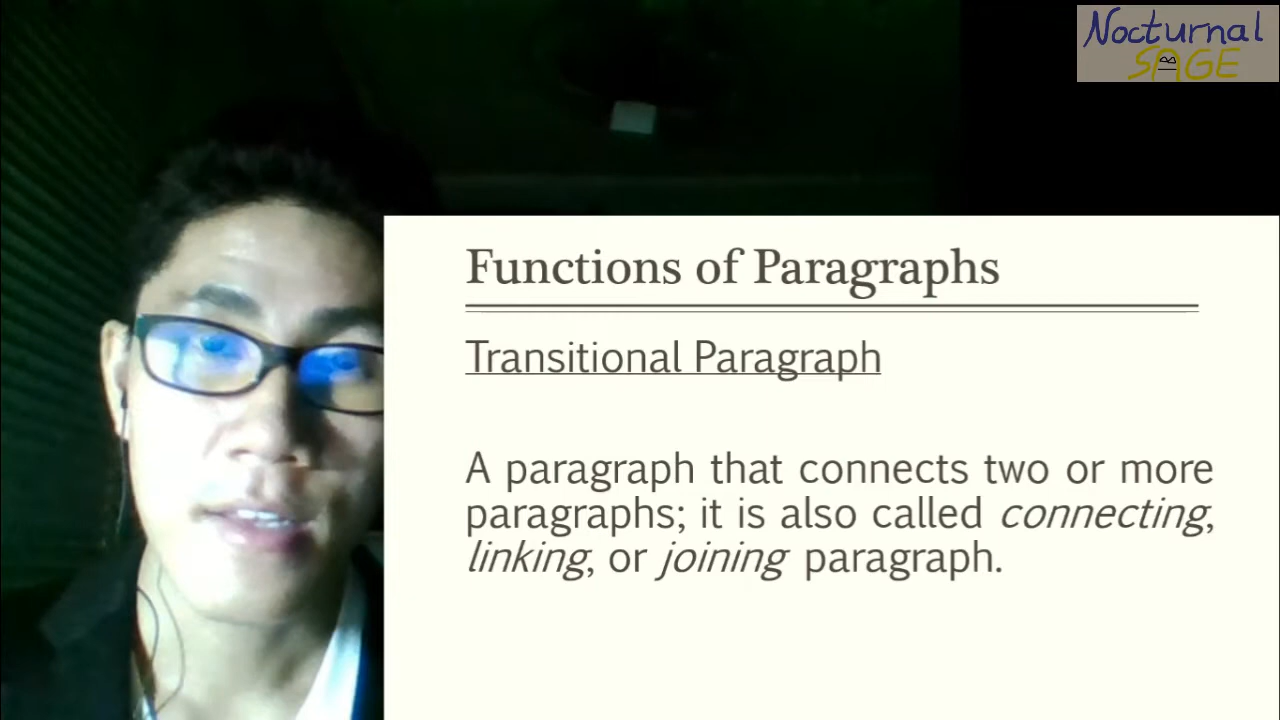 Nocturnal
SAGE
Functions of Paragraphs
Transitional Paragraph
A paragraph that connects two or more
paragraphs; it is also called connecting,
linking, or joining paragraph.